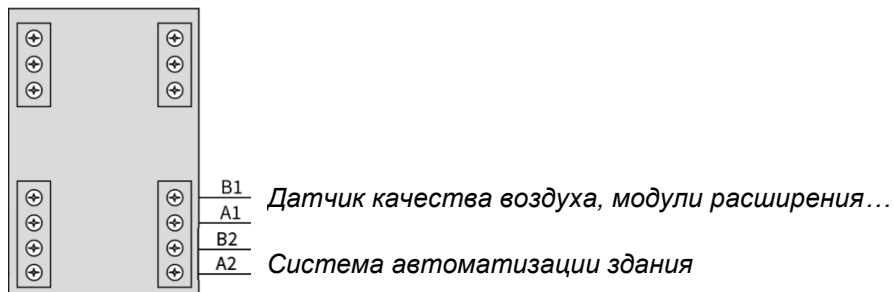 B1
Датчик качества воздуха, модули расширения…
A1
B2
A2
Система автоматизации здания